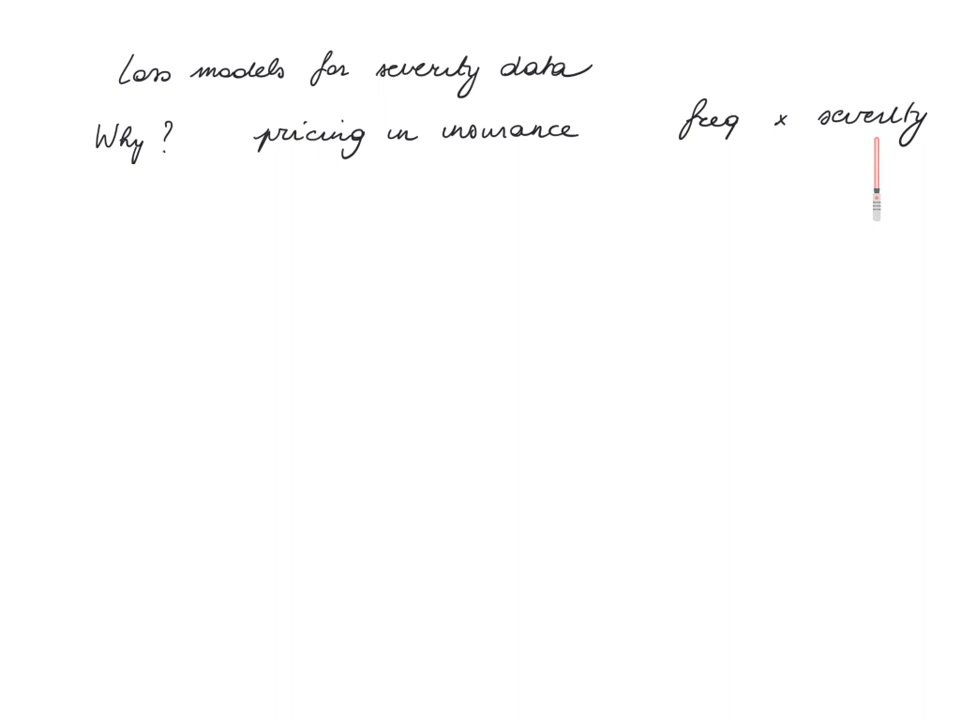 Loss models for severity data
Why? pricing in insurance freq x severity